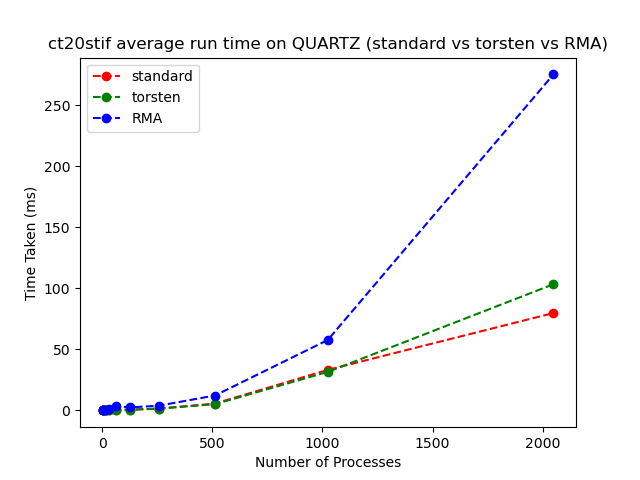 ct20stif average run time on QUARTZ (standard vs torsten vs RMA)
standard
torsten
RMA
250
200
150
100
50
0
Time Taken (ms)
0 500 1000 1500 2000
Number of Processes